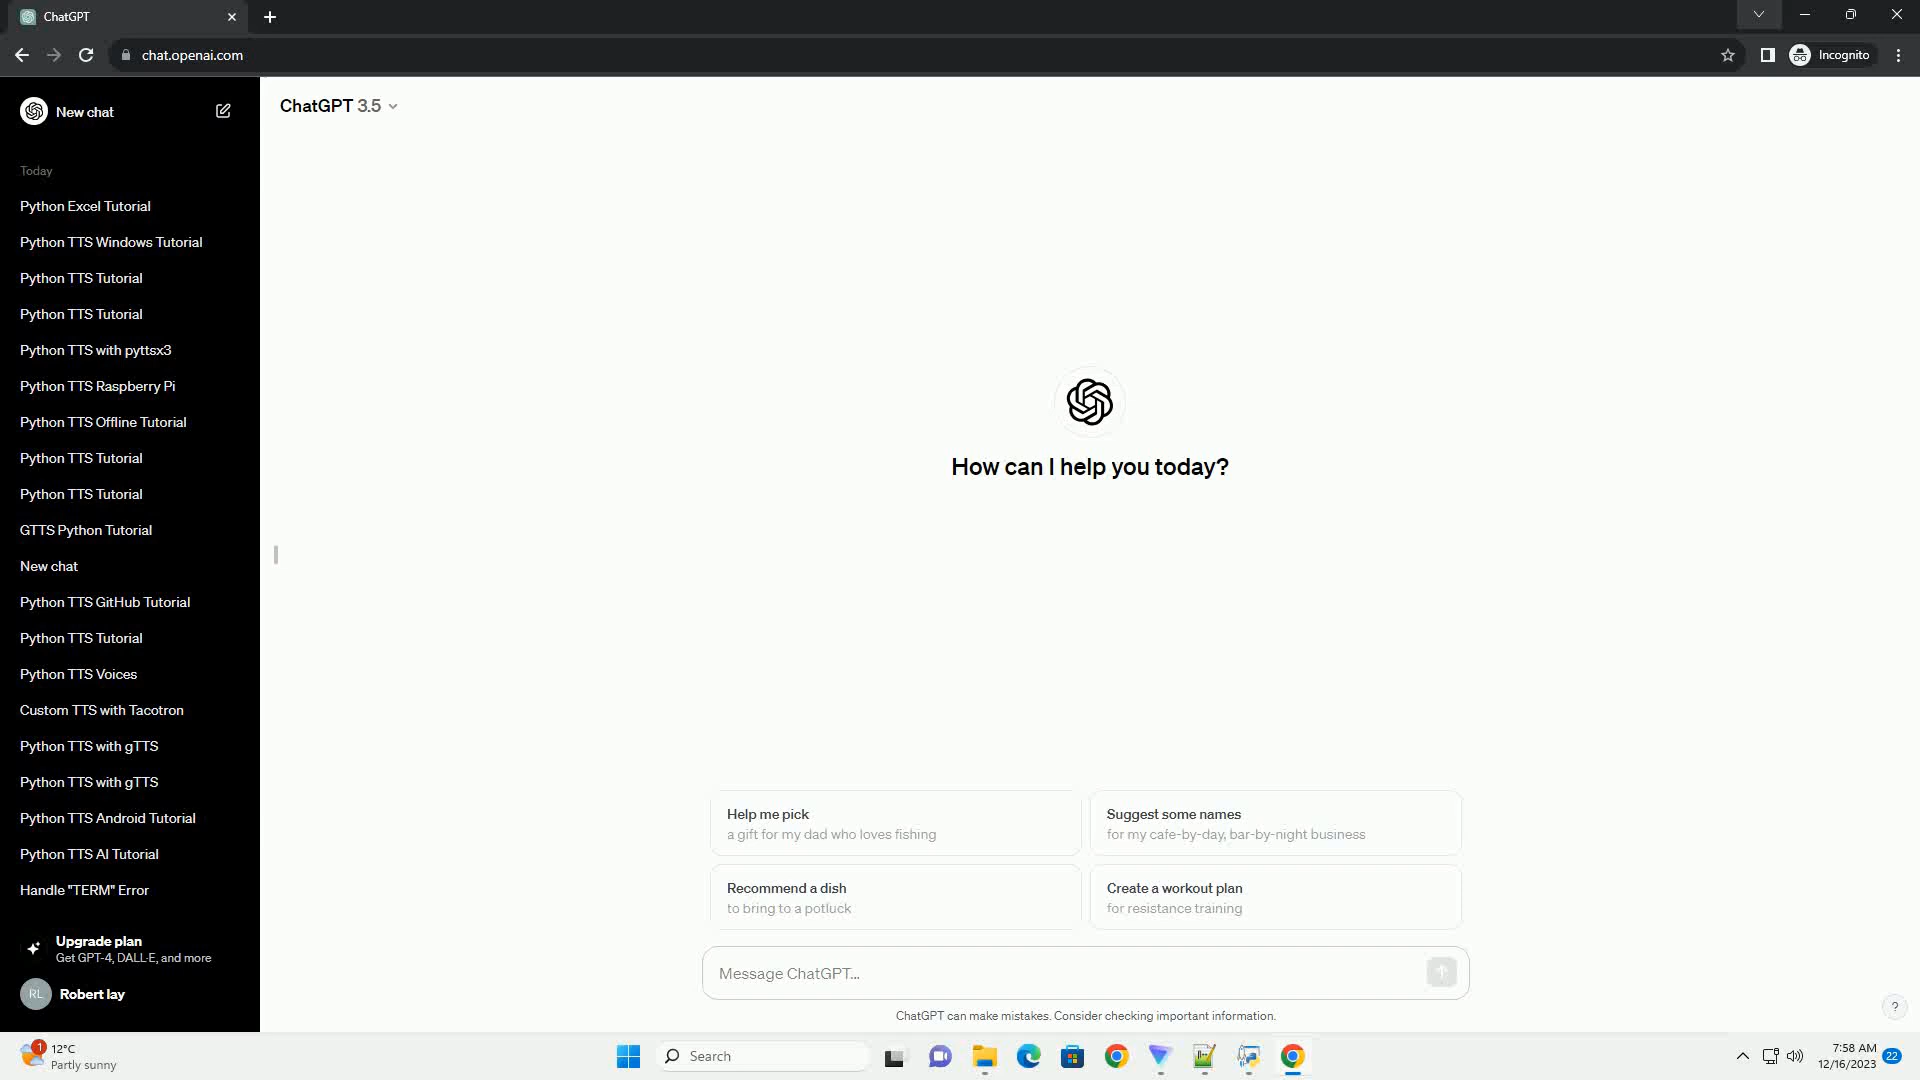 ChatGPT
chat.openai.com
Incognito
New chat
Today
Python Excel Tutorial
Python TTS Windows Tutorial
Python TTS Tutorial
Python TTS Tutorial
Python TTS with pyttsx3
Python TTS Raspberry Pi
Python TTS Offline Tutorial
Python TTS Tutorial
Python TTS Tutorial
GTTS Python Tutorial
New chat
Python TTS GitHub Tutorial
Python TTS Tutorial
Python TTS Voices
Custom TTS with Tacotron
Python TTS with gTTS
Python TTS with gTTS
Python TTS Android Tutorial
Python TTS AI Tutorial
Handle "TERM" Error
Upgrade plan
Get GPT-4, DALL·E, and more
RL
Robert lay
ChatGPT 3.5
How can I help you today?
Help me pick
a gift for my dad who loves fishing
Suggest some names
for my cafe-by-day, bar-by-night business
Recommend a dish
to bring to a potluck
Create a workout plan
for resistance training
Message ChatGPT...
ChatGPT can make mistakes. Consider checking important information.
?
1
12°C
Partly sunny
Search
7:58 AM
12/16/2023
22